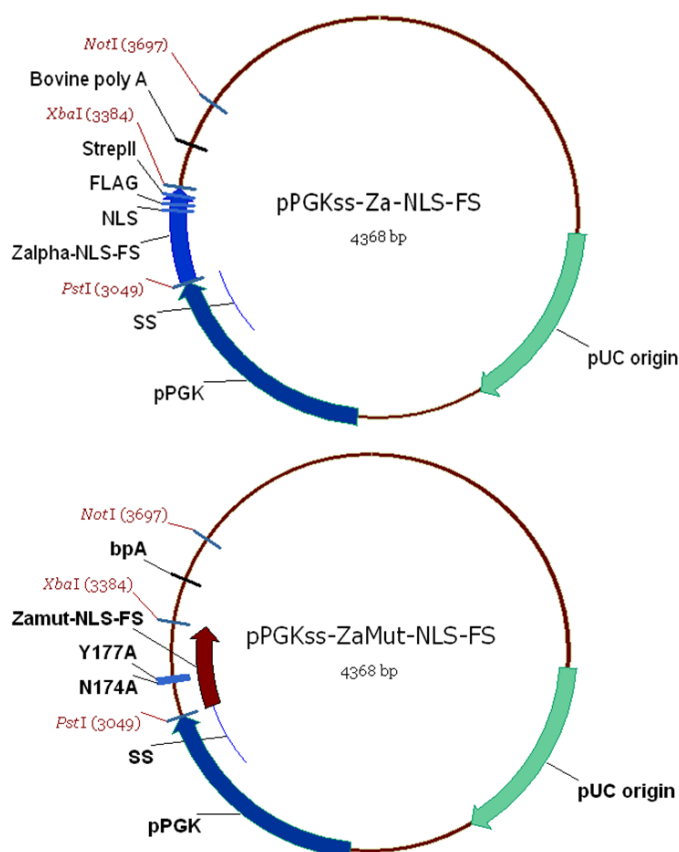 NotI (3697)
Bovine poly A
XbaI (3384)
StrepII
FLAG
NLS
Zalpha-NLS-FS
PstI (3049)
SS
pPGK
pPGKss-Za-NLS-FS
4368 bp
pUC origin
NotI (3697)
bpA
XbaI (3384)
Zamut-NLS-FS
Y177A
N174A
PstI (3049)
SS
pPGK
pPGKss-ZaMut-NLS-FS
4368 bp
pUC origin